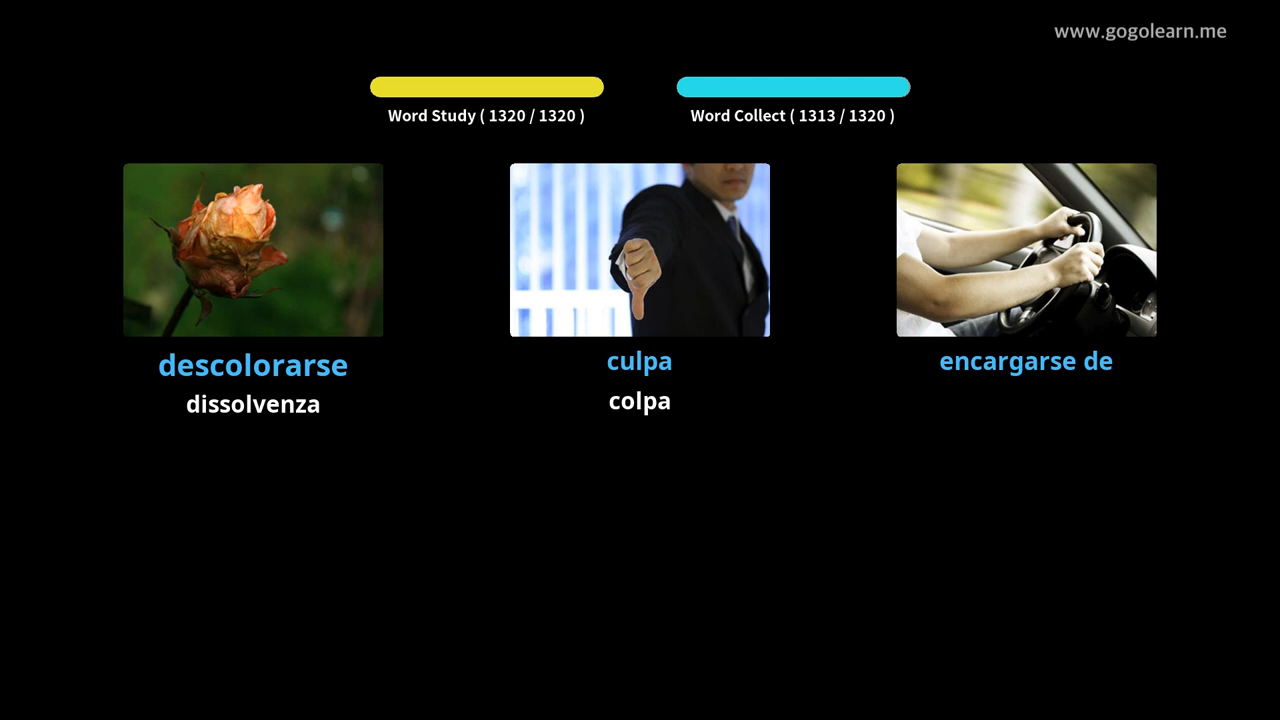 www.gogolearn.me
Word Study ( 1320 / 1320 )
Word Collect ( 1313 / 1320 )
descolorarse
culpa
encargarse de
dissolvenza
colpa